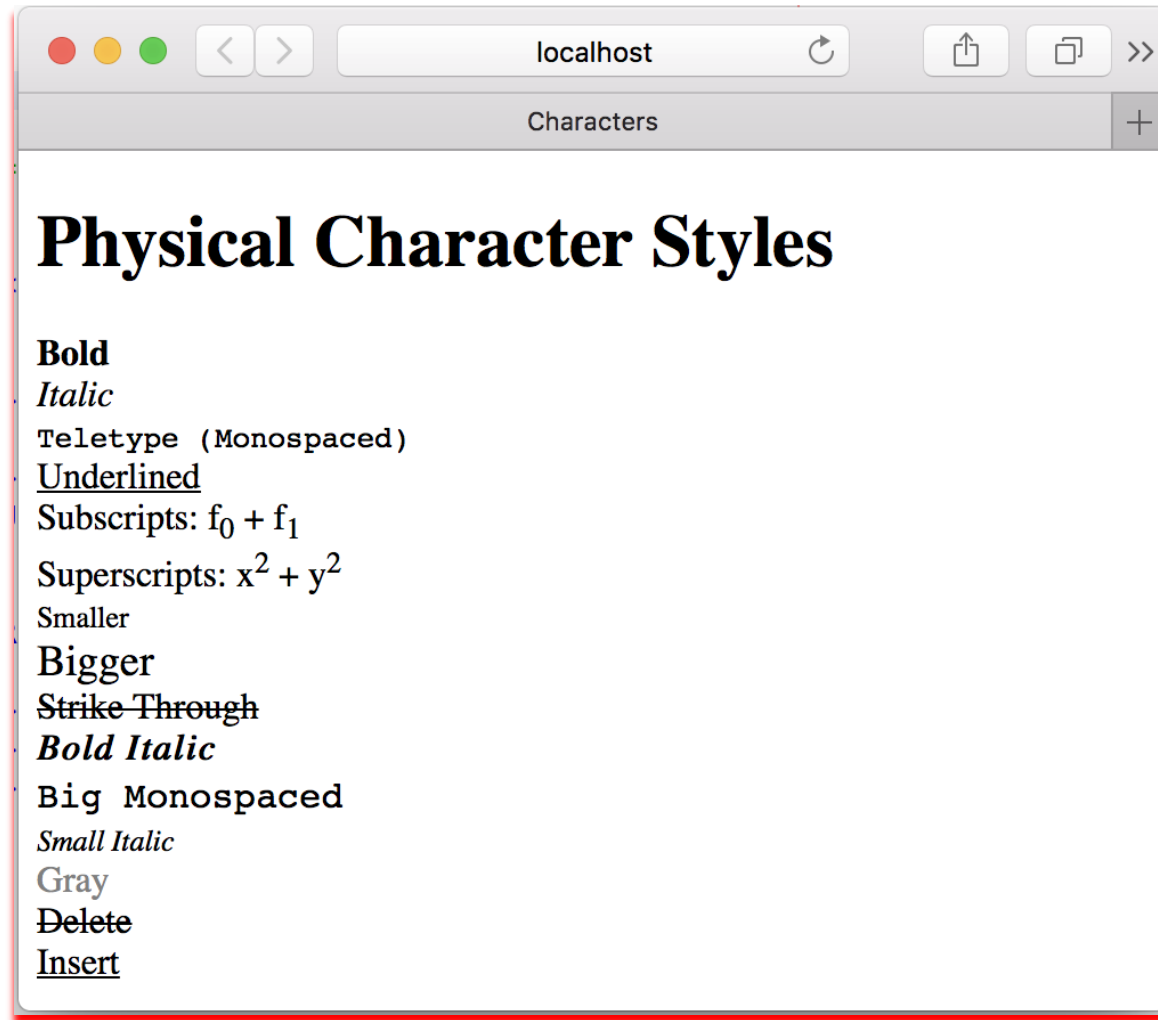 localhost
Characters
Physical Character Styles
Bold
Italic
Teletype (Monospaced)
Underlined
Subscripts: f₀ + f₁
Superscripts: x² + y²
Smaller
Bigger
Strike Through
Bold Italic
Big Monospaced
Small Italic
Gray
Delete
Insert